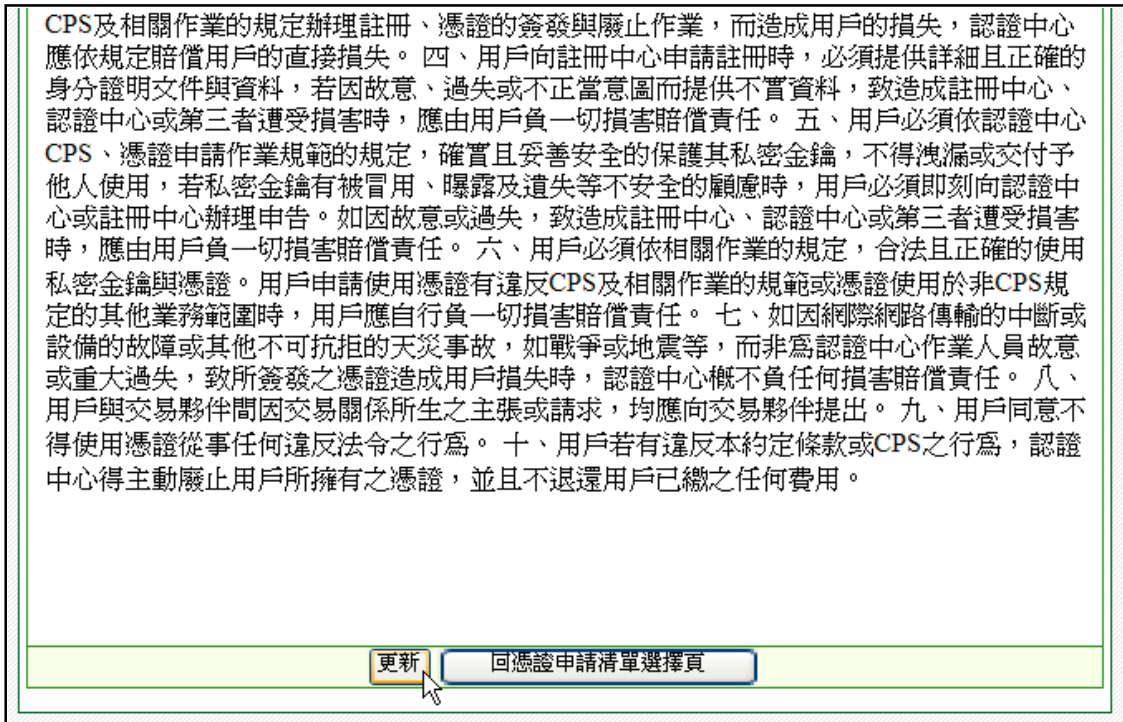 CPS及相關作業的規定辦理註冊、憑證的簽發與廢止作業，而造成用戶的損失，認證中心
應依規定賠償用戶的直接損失。 四、用戶向註冊中心申請註冊時，必須提供詳細且正確的
身分證明文件與資料，若因故意、過失或不正當意圖而提供不實資料，致造成註冊中心、
認證中心或第三者遭受損害時，應由用戶負一切損害賠償責任。 五、用戶必須依認證中心
CPS、憑證申請作業規範的規定，確實且妥善安全的保護其私密金鑰，不得洩漏或交付予
他人使用，若私密金鑰有被冒用、曝露及遺失等不安全的顧慮時，用戶必須即刻向認證中
心或註冊中心辦理申告。如因故意或過失，致造成註冊中心、認證中心或第三者遭受損害
時，應由用戶負一切損害賠償責任。 六、用戶必須依相關作業的規定，合法且正確的使用
私密金鑰與憑證。用戶申請使用憑證有違反CPS及相關作業的規範或憑證使用於非CPS規
定的其他業務範圍時，用戶應自行負一切損害賠償責任。 七、如因網際網路傳輸的中斷或
設備的故障或其他不可抗拒的天災事故，如戰爭或地震等，而非為認證中心作業人員故意
或重大過失，致所簽發之憑證造成用戶損失時，認證中心概不負任何損害賠償責任。 八、
用戶與交易夥伴間因交易關係所生之主張或請求，均應向交易夥伴提出。 九、用戶同意不
得使用憑證從事任何違反法令之行為。 十、用戶若有違反本約定條款或CPS之行為，認證
中心得主動廢止用戶所擁有之憑證，並且不退還用戶已繳之任何費用。
更新 回憑證申請清單選擇頁